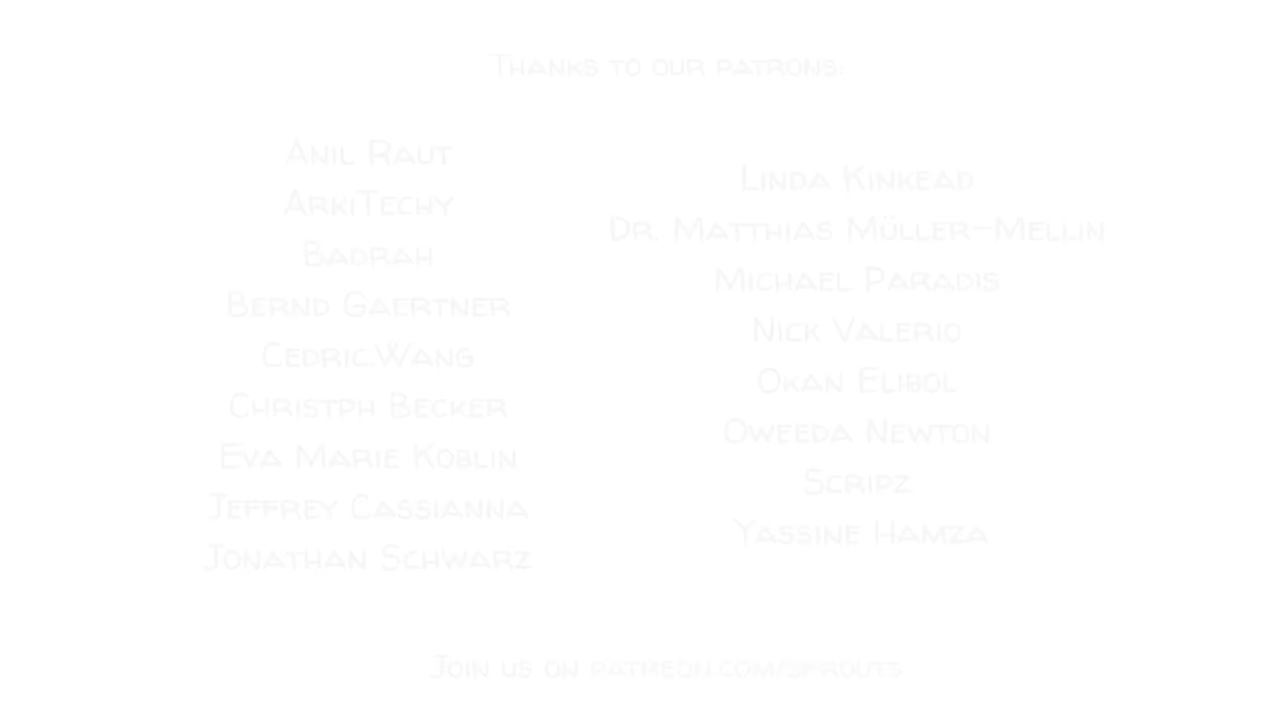 Thanks to our patrons:
Anil Raut
ArkiTechy
Badrah
Bernd Gaertner
Cedric.Wang
Christph Becker
Eva Marie Koblin
Jeffrey Cassianna
Jonathan Schwarz
Linda Kinkead
Dr. Matthias Müller-Mellin
Michael Paradis
Nick Valerio
Okan Elibol
Oweeda Newton
Scripz
Yassine Hamza
Join us on patreon.com/sprouts